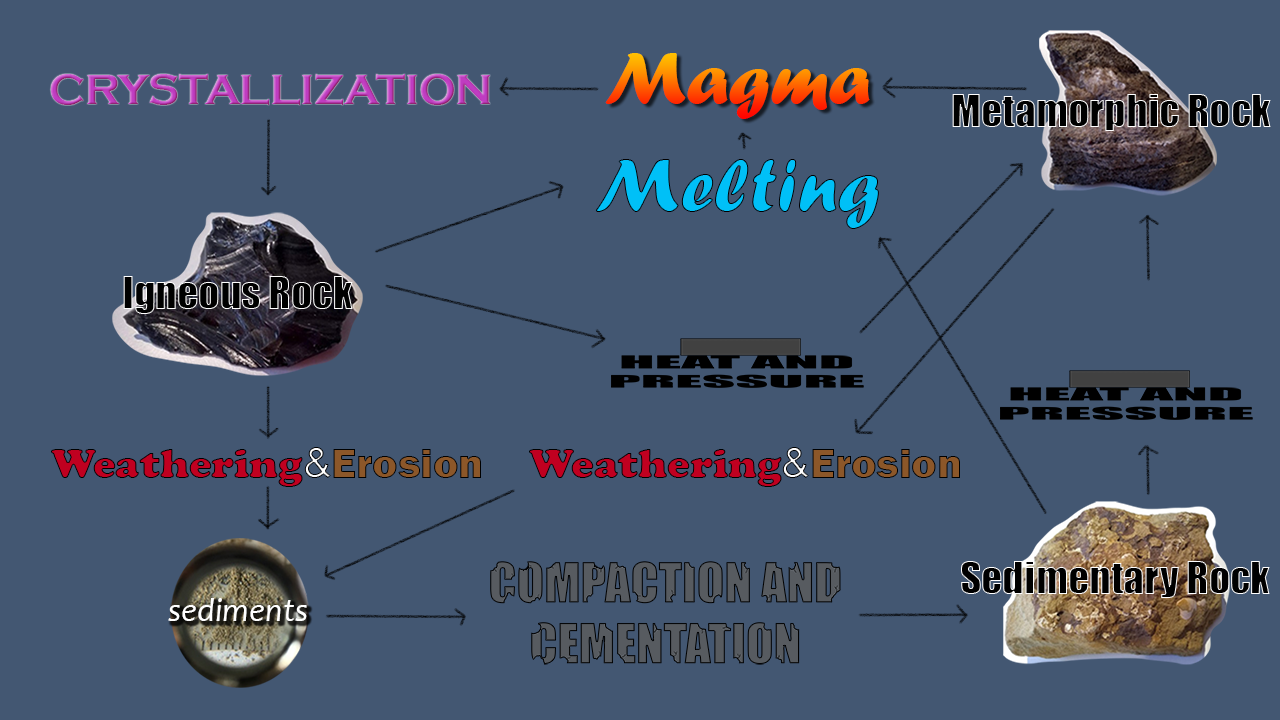 CRYSTALLIZATION
Magma
Metamorphic Rock
Melting
Igneous Rock
HEAT AND
PRESSURE
HEAT AND
PRESSURE
Weathering&Erosion
Weathering&Erosion
sediments
COMPACTION AND
CEMENTATION
Sedimentary Rock